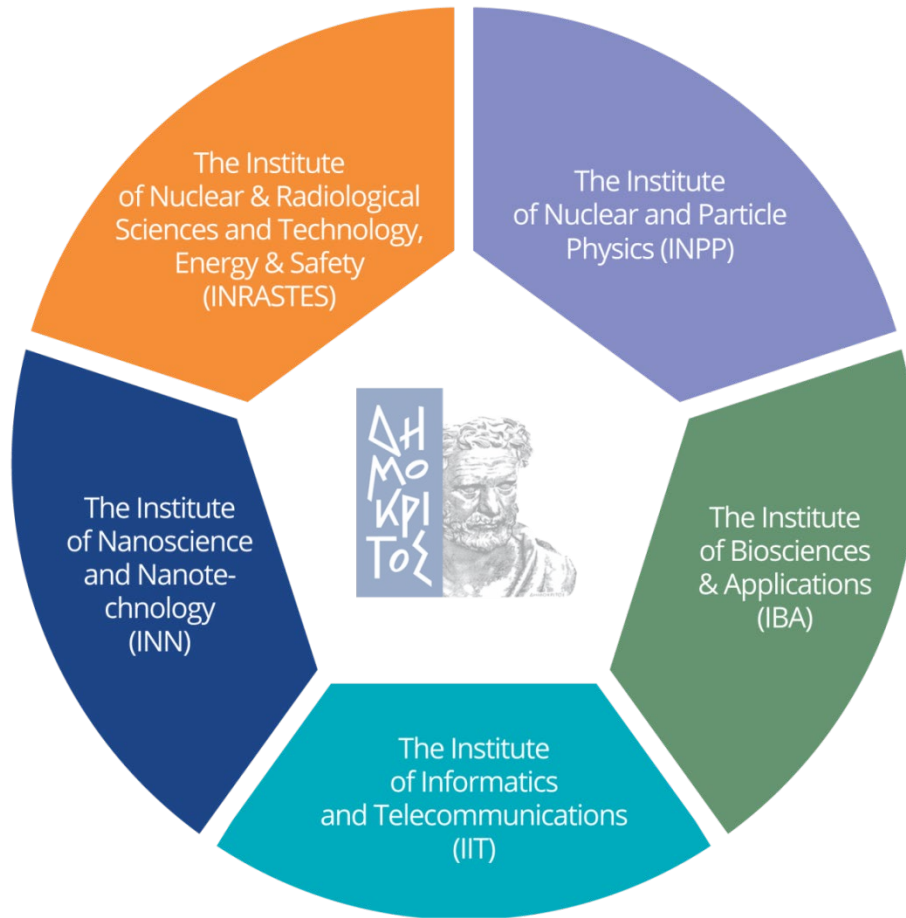 The Institute
of Nuclear & Radiological
Sciences and Technology,
Energy & Safety
(INRASTES)
The Institute
of Nuclear and Particle
Physics (INPP)
ΔΗ
ΜΟ
ΚΡΙ
ΤΟΣ
The Institute
of Nanoscience
and Nanote-
chnology
(INN)
The Institute
of Biosciences
& Applications
(IBA)
The Institute
of Informatics
and Telecommunications
(IIT)